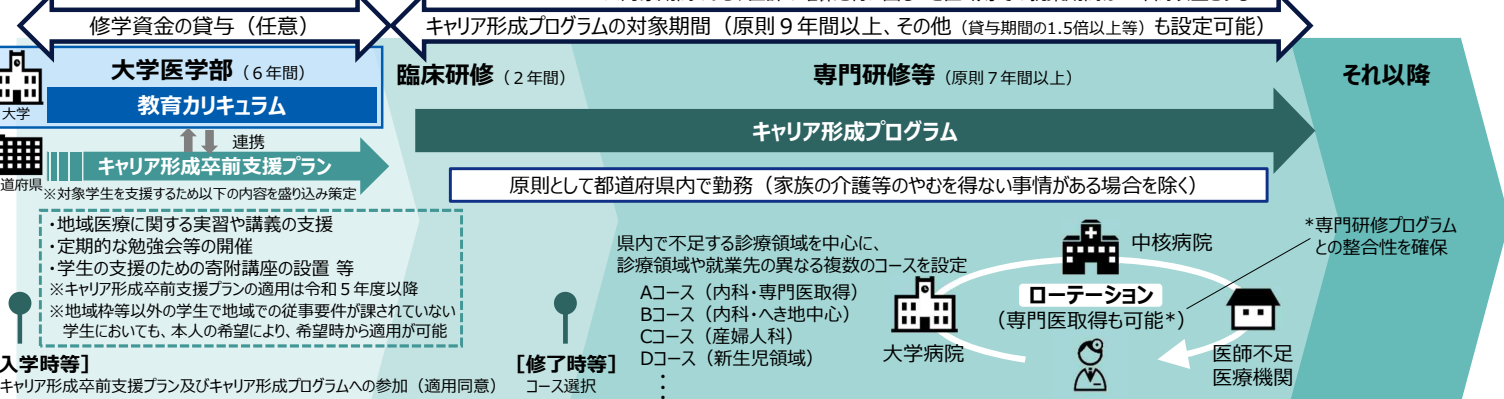 修学資金の貸与（任意）
キャリア形成プログラムの対象期間（原則９年間以上、その他（貸与期間の1.5倍以上等）も設定可能）
大学医学部（６年間）
臨床研修（２年間）
専門研修等（原則７年間以上）
それ以降
大学
教育カリキュラム
連携
キャリア形成プログラム
道府県
キャリア形成卒前支援プラン
※対象学生を支援するため以下の内容を盛り込み策定
原則として都道府県内で勤務（家族の介護等のやむを得ない事情がある場合を除く）
・地域医療に関する実習や講義の支援
・定期的な勉強会等の開催
・学生の支援のための寄附講座の設置 等
※キャリア形成卒前支援プランの適用は令和５年度以降
※地域枠等以外の学生で地域での従事要件が課されていない
学生においても、本人の希望により、希望時から適用が可能
入学時等］
キャリア形成卒前支援プラン及びキャリア形成プログラムへの参加（適用同意）
［修了時等］
コース選択
県内で不足する診療領域を中心に、
診療領域や就業先の異なる複数のコースを設定
Aコース（内科・専門医取得）
Bコース（内科・へき地中心）
Cコース（産婦人科）
Dコース（新生児領域）
：
中核病院
*専門研修プログラム
との整合性を確保
ローテーション
（専門医取得も可能*）
大学病院
医師不足
医療機関